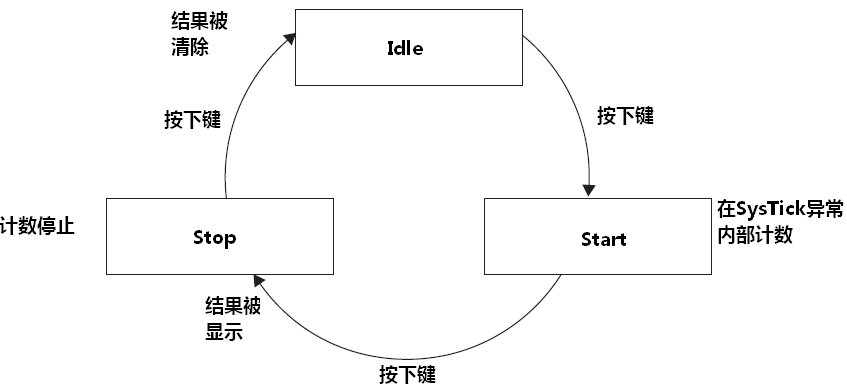 结果被
清除
Idle
按下键
按下键
计数停止
Stop
Start
在SysTick异常
内部计数
结果被
显示
按下键